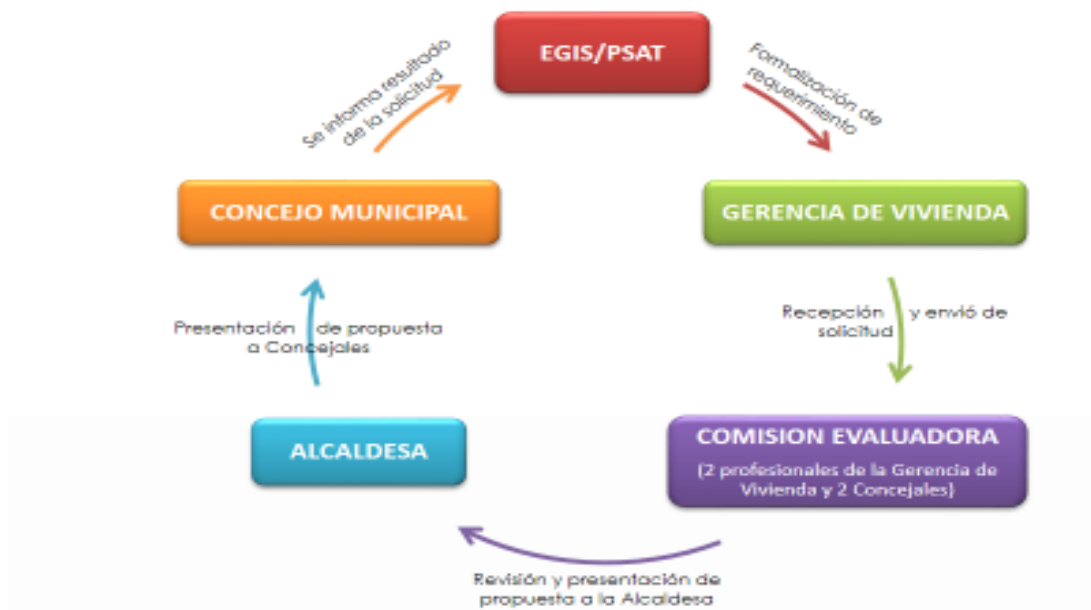 EGIS/PSAT
Formalización de
requerimiento
GERENCIA DE VIVIENDA
Recepción y envió de
solicitud
COMISION EVALUADORA
(2 profesionales de la Gerencia de
Vivienda y 2 Concejales)
Revisión y presentación de
propuesta a la Alcaldesa
ALCALDESA
Presentación de propuesta
a Concejales
CONCEJO MUNICIPAL
Se informa resultado
de la solicitud